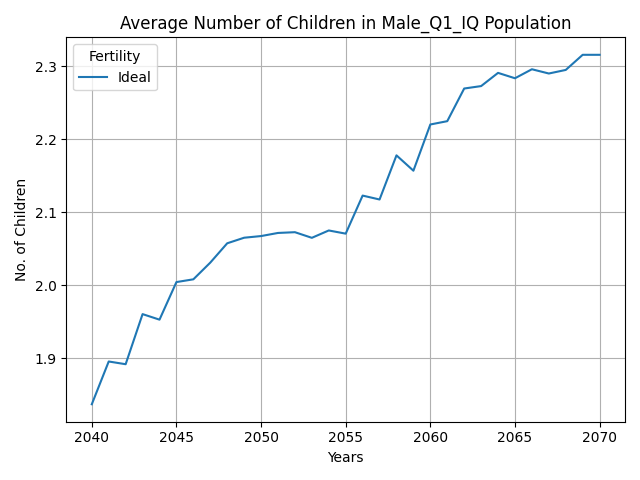 Average Number of Children in Male_Q1_IQ Population
Fertility
Ideal
No. of Children
2.3
2.2
2.1
2.0
1.9
2040 2045 2050 2055 2060 2065 2070
Years